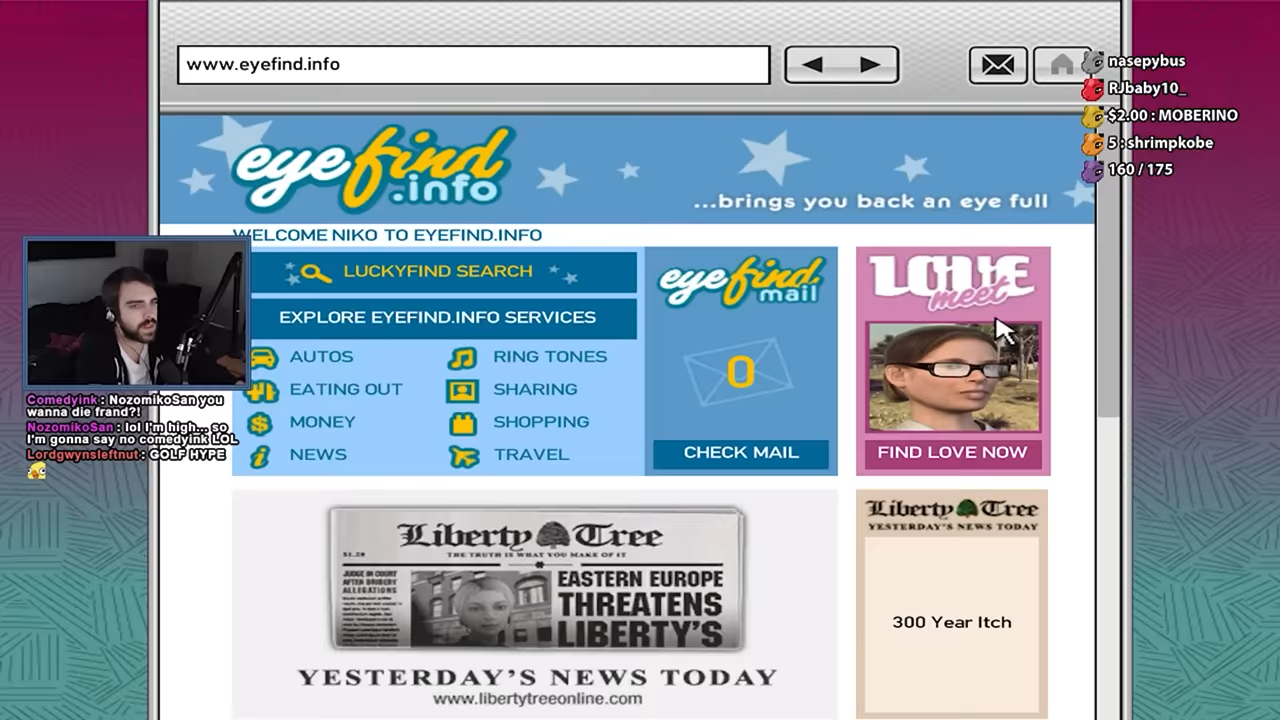 www.eyefind.info
nasepybus
RJbaby10_
$2.00 : MOBERINO
5 : shrimpkobe
160 / 175
eyefind
.info
...brings you back an eye full
WELCOME NIKO TO EYEFIND.INFO
LUCKYFIND SEARCH
EXPLORE EYEFIND.INFO SERVICES
AUTOS
RING TONES
EATING OUT
SHARING
MONEY
SHOPPING
NEWS
TRAVEL
eyefind
mail
0
CHECK MAIL
LOVE
meet
FIND LOVE NOW
Comedyink : NozomikoSan you
wanna die frand?!
NozomikoSan : lol I'm high... so
I'm gonna say no comedyink LOL
Lordgwynsleftnut : GOLF HYPE
Liberty Tree
THE TRUTH IS WHAT YOU MAKE OF IT
$1.20
JUDGE IN COURT
AFTER BRIBERY
ALLEGATIONS
EASTERN EUROPE
THREATENS
LIBERTY'S
YESTERDAY'S NEWS TODAY
www.libertytreeonline.com
Liberty Tree
YESTERDAY'S NEWS TODAY
300 Year Itch